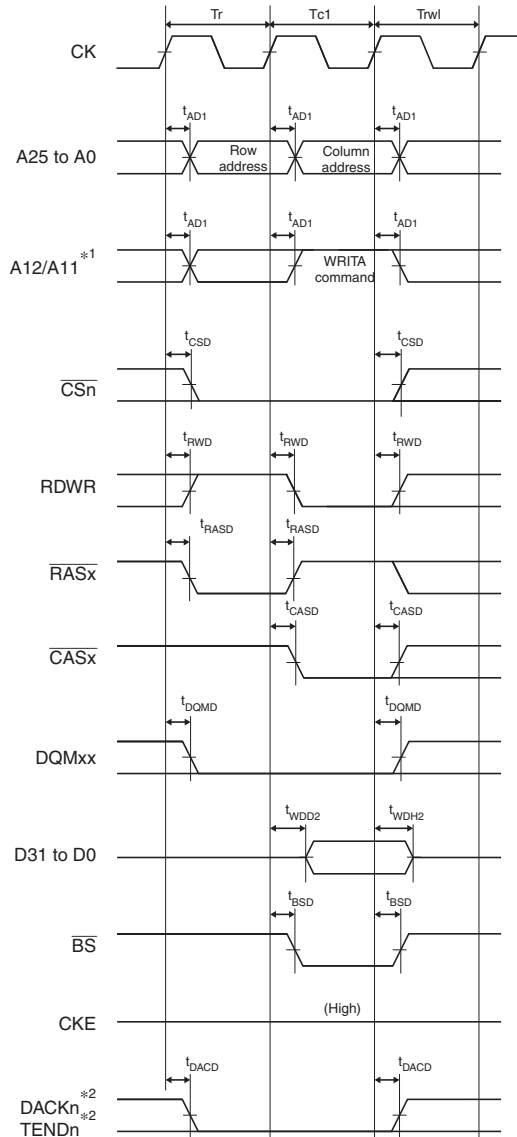 Tr Tc1 Trwl
CK
tAD1 tAD1 tAD1
A25 to A0
Row address
Column address
tAD1 tAD1 tAD1
A12/A11*1
WRITA command
tCSD tCSD
CSn
tRWD tRWD tRWD
RDWR
tRASD tRASD
RASx
tCASD tCASD
CASx
tDQMD tDQMD
DQMxx
tWDD2 tWDH2
D31 to D0
tBSD tBSD
BS
(High)
CKE
tDACD tDACD
DACKn*2
TENDn*2